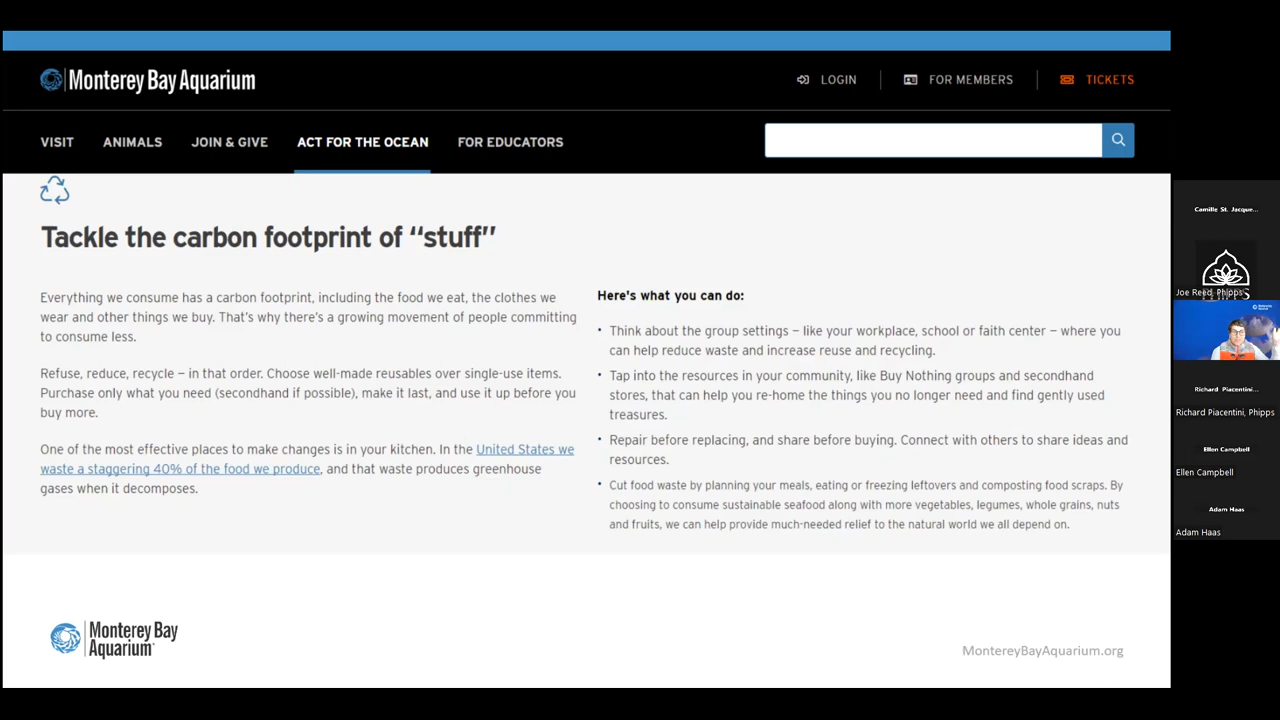 Monterey Bay Aquarium
LOGIN
FOR MEMBERS
TICKETS
VISIT
ANIMALS
JOIN & GIVE
ACT FOR THE OCEAN
FOR EDUCATORS
Tackle the carbon footprint of “stuff”
Everything we consume has a carbon footprint, including the food we eat, the clothes we
wear and other things we buy. That’s why there’s a growing movement of people committing
to consume less.
Refuse, reduce, recycle – in that order. Choose well-made reusables over single-use items.
Purchase only what you need (secondhand if possible), make it last, and use it up before you
buy more.
One of the most effective places to make changes is in your kitchen. In the United States we
waste a staggering 40% of the food we produce, and that waste produces greenhouse
gases when it decomposes.
Here's what you can do:
• Think about the group settings – like your workplace, school or faith center – where you
can help reduce waste and increase reuse and recycling.
• Tap into the resources in your community, like Buy Nothing groups and secondhand
stores, that can help you re-home the things you no longer need and find gently used
treasures.
• Repair before replacing, and share before buying. Connect with others to share ideas and
resources.
• Cut food waste by planning your meals, eating or freezing leftovers and composting food scraps. By
choosing to consume sustainable seafood along with more vegetables, legumes, whole grains, nuts
and fruits, we can help provide much-needed relief to the natural world we all depend on.
Monterey Bay
Aquarium
MontereyBayAquarium.org
Camille St. Jacque...
PHIPPS
Joe Reed, Phipps
Richard Piacentini...
Richard Piacentini, Phipps
Ellen Campbell
Ellen Campbell
Adam Haas
Adam Haas